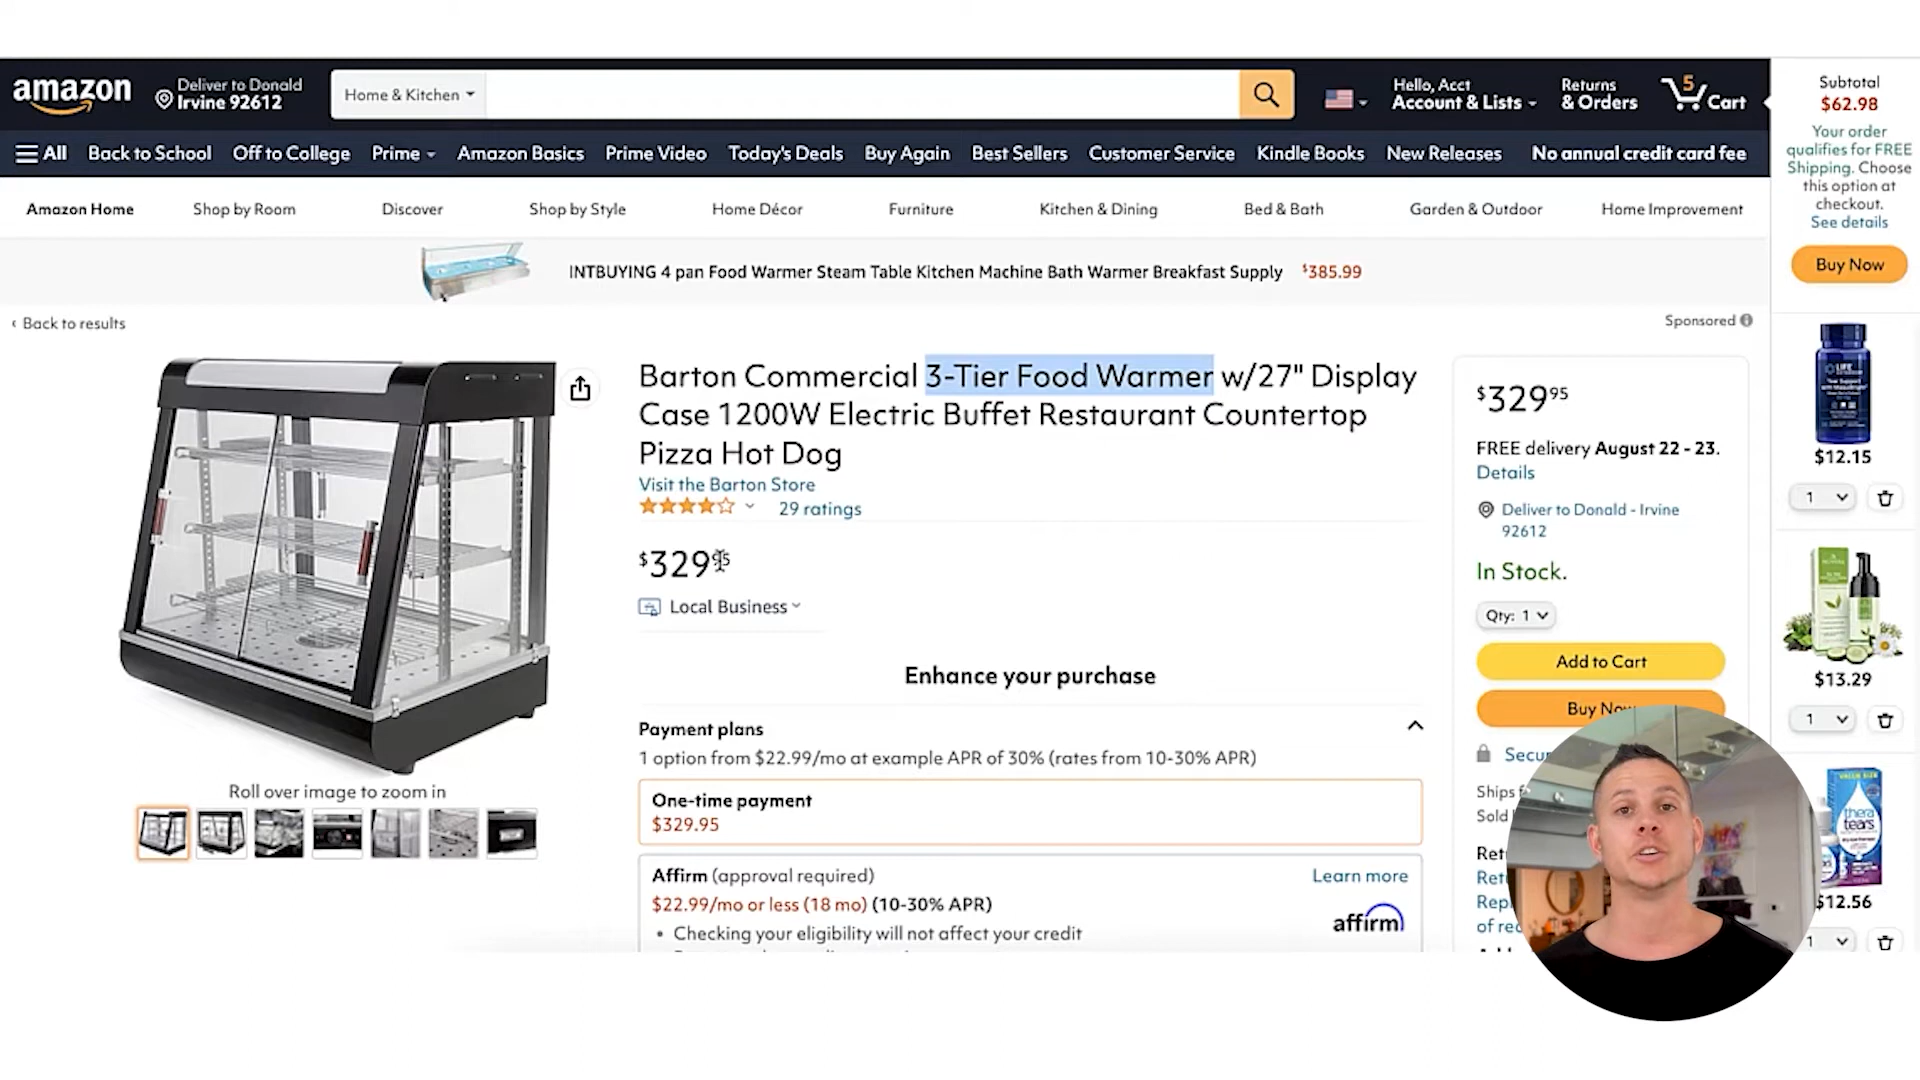 amazon
Deliver to Donald
Irvine 92612
Home & Kitchen
Hello, Acct
Account & Lists
Returns
& Orders
5
Cart
All
Back to School
Off to College
Prime
Amazon Basics
Prime Video
Today's Deals
Buy Again
Best Sellers
Customer Service
Kindle Books
New Releases
No annual credit card fee
Amazon Home
Shop by Room
Discover
Shop by Style
Home Décor
Furniture
Kitchen & Dining
Bed & Bath
Garden & Outdoor
Home Improvement
INTBUYING 4 pan Food Warmer Steam Table Kitchen Machine Bath Warmer Breakfast Supply $385.99
‹ Back to results
Sponsored
Roll over image to zoom in
Barton Commercial 3-Tier Food Warmer w/27" Display
Case 1200W Electric Buffet Restaurant Countertop
Pizza Hot Dog
Visit the Barton Store
29 ratings
$329
Local Business
Enhance your purchase
Payment plans
1 option from $22.99/mo at example APR of 30% (rates from 10-30% APR)
One-time payment
$329.95
Affirm (approval required)
Learn more
$22.99/mo or less (18 mo) (10-30% APR)
affirm
• Checking your eligibility will not affect your credit
$329 95
FREE delivery August 22 - 23.
Details
Deliver to Donald - Irvine
92612
In Stock.
Qty: 1
Add to Cart
Buy Now
Ships
Sold
of
Subtotal
$62.98
Your order
qualifies for FREE
Shipping. Choose
this option at
checkout.
See details
Buy Now
LIFE
$12.15
1
$13.29
1
thera
tears
$12.56
1